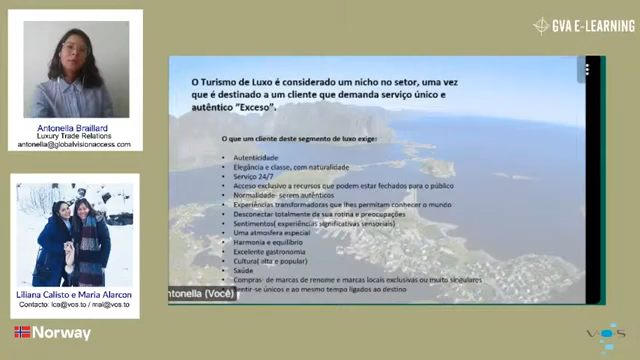 GVA E-LEARNING
Antonella Braillard
Luxury Trade Relations
antonella@globalvisionaccess.com
O Turismo de Luxo é considerado um nicho no setor, uma vez
que é destinado a um cliente que demanda serviço único e
autêntico “Exceso”.
O que um cliente deste segmento de luxo exige:
• Autenticidade
• Elegância e classe, com naturalidade
• Serviço 24/7
• Acceso exclusivo a recursos que podem estar fechados para o público
• Normalidade- serem autênticos
• Experiências transformadoras que lhes permitam conhecer o mundo
• Desconectar totalmente da sua rotina e preocupações
• Sentimentos( experiências significativas sensoriais)
• Uma atmosfera especial
• Harmonia e equilíbrio
• Excelente gastronomia
• Cultura( alta e popular)
• Saúde
• Compras- de marcas de renome e marcas locais exclusivas ou muito singulares
entir-se únicos e ao mesmo tempo ligados ao destino
ntonella (Você)
Liliana Calisto e Maria Alarcon
Contacto: lca@vos.to / mal@vos.to
Norway
VOS